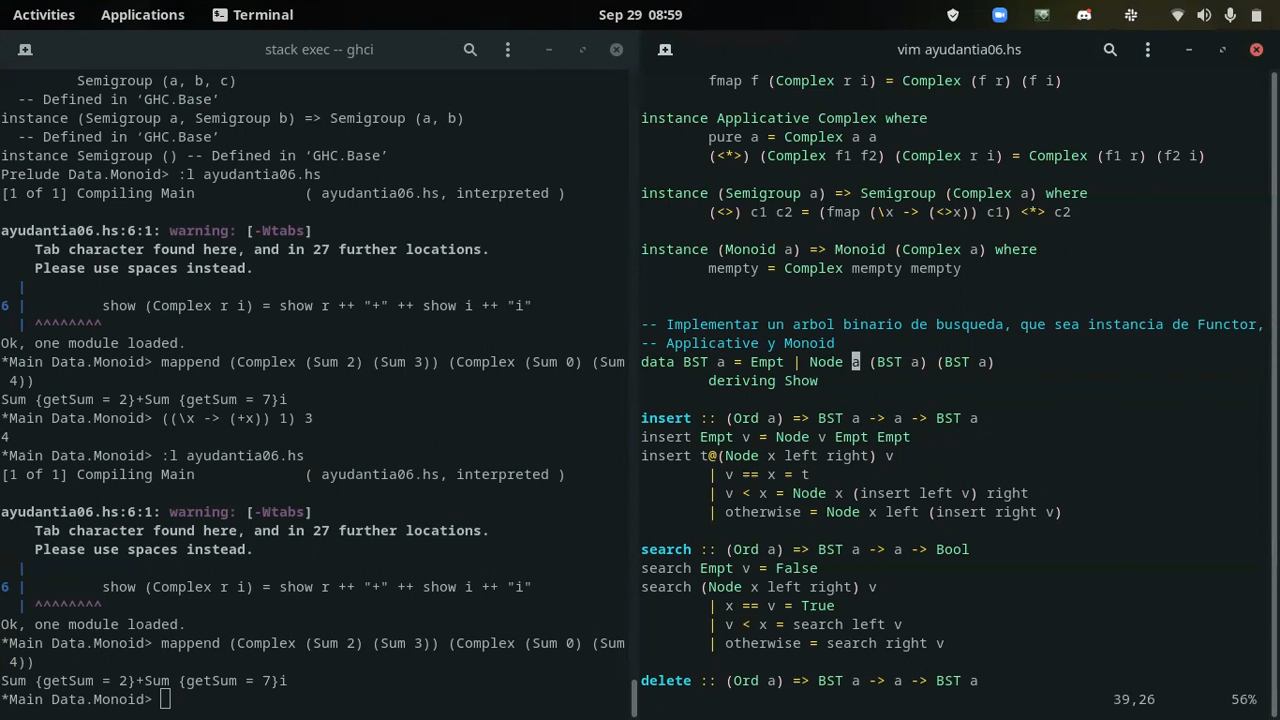 Activities Applications Terminal Sep 29 08:59
stack exec -- ghci
Semigroup (a, b, c)
-- Defined in ‘GHC.Base’
instance (Semigroup a, Semigroup b) => Semigroup (a, b)
-- Defined in ‘GHC.Base’
instance Semigroup () -- Defined in ‘GHC.Base’
Prelude Data.Monoid> :l ayudantia06.hs
[1 of 1] Compiling Main ( ayudantia06.hs, interpreted )
ayudantia06.hs:6:1: warning: [-Wtabs]
Tab character found here, and in 27 further locations.
Please use spaces instead.
|
6 | show (Complex r i) = show r ++ "+" ++ show i ++ "i"
| ^^^^^^^^
Ok, one module loaded.
*Main Data.Monoid> mappend (Complex (Sum 2) (Sum 3)) (Complex (Sum 0) (Sum
4))
Sum {getSum = 2}+Sum {getSum = 7}i
*Main Data.Monoid> ((\x -> (+x)) 1) 3
4
*Main Data.Monoid> :l ayudantia06.hs
[1 of 1] Compiling Main ( ayudantia06.hs, interpreted )
ayudantia06.hs:6:1: warning: [-Wtabs]
Tab character found here, and in 27 further locations.
Please use spaces instead.
|
6 | show (Complex r i) = show r ++ "+" ++ show i ++ "i"
| ^^^^^^^^
Ok, one module loaded.
*Main Data.Monoid> mappend (Complex (Sum 2) (Sum 3)) (Complex (Sum 0) (Sum
4))
Sum {getSum = 2}+Sum {getSum = 7}i
*Main Data.Monoid>
vim ayudantia06.hs
fmap f (Complex r i) = Complex (f r) (f i)
instance Applicative Complex where
pure a = Complex a a
(<*>) (Complex f1 f2) (Complex r i) = Complex (f1 r) (f2 i)
instance (Semigroup a) => Semigroup (Complex a) where
(<>) c1 c2 = (fmap (\x -> (<>x)) c1) <*> c2
instance (Monoid a) => Monoid (Complex a) where
mempty = Complex mempty mempty
-- Implementar un arbol binario de busqueda, que sea instancia de Functor,
-- Applicative y Monoid
data BST a = Empt | Node a (BST a) (BST a)
deriving Show
insert :: (Ord a) => BST a -> a -> BST a
insert Empt v = Node v Empt Empt
insert t@(Node x left right) v
| v == x = t
| v < x = Node x (insert left v) right
| otherwise = Node x left (insert right v)
search :: (Ord a) => BST a -> a -> Bool
search Empt v = False
search (Node x left right) v
| x == v = True
| v < x = search left v
| otherwise = search right v
delete :: (Ord a) => BST a -> a -> BST a
39,26 56%